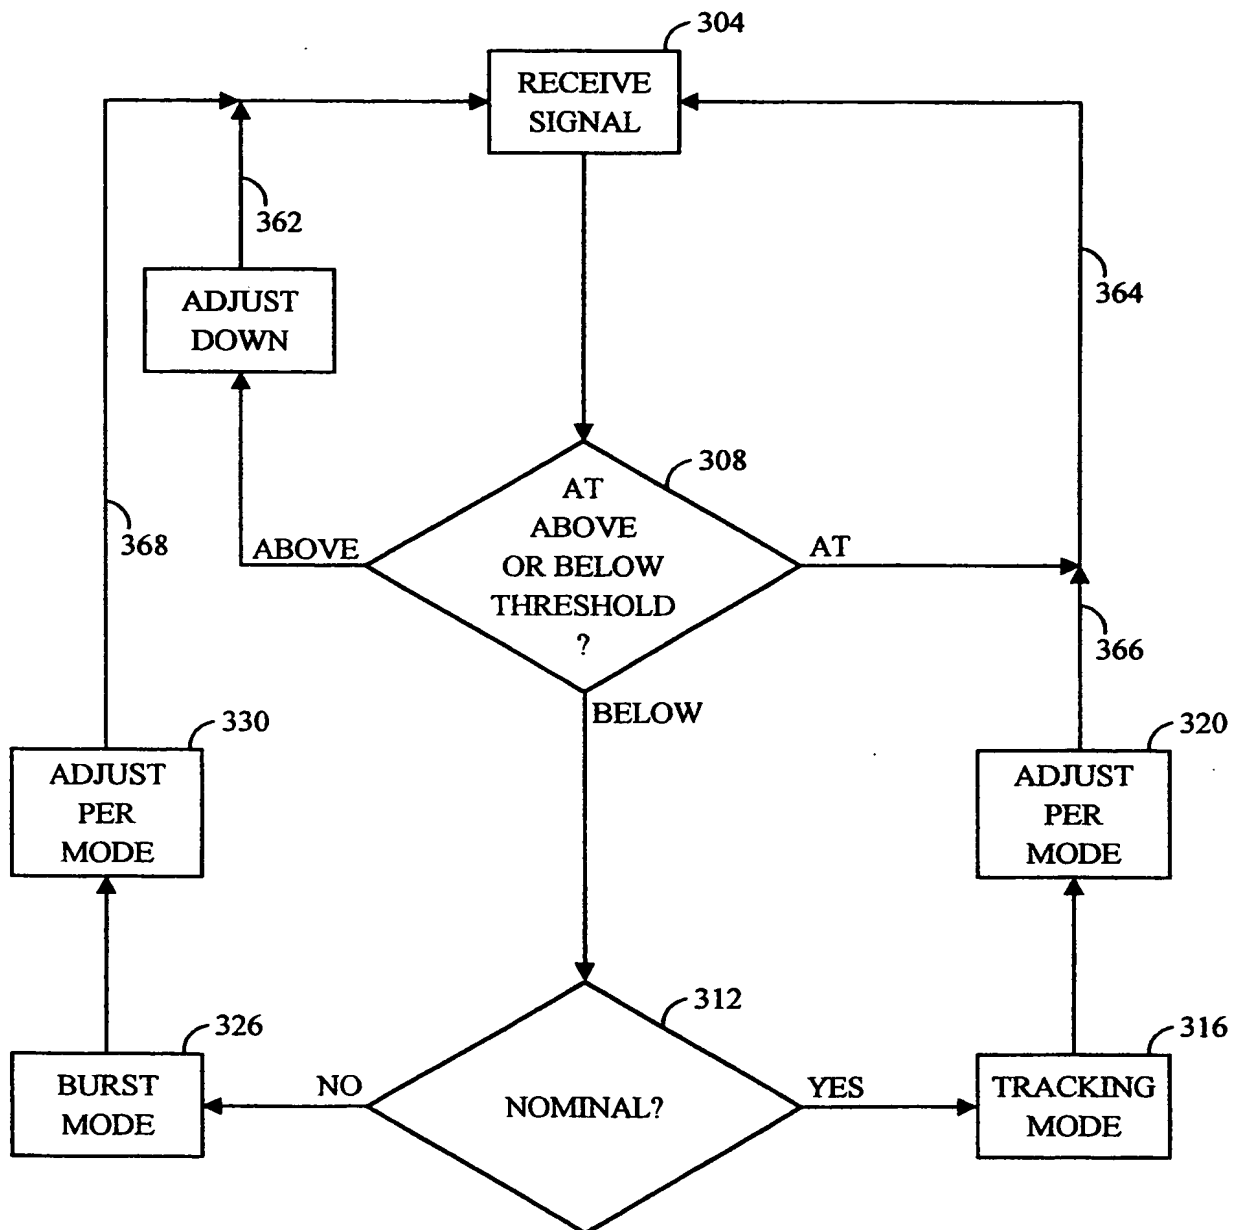 304
RECEIVE
SIGNAL
362
364
ADJUST
DOWN
308
AT
ABOVE
OR BELOW
THRESHOLD
?
368
ABOVE
AT
366
BELOW
330
320
ADJUST
PER
MODE
ADJUST
PER
MODE
312
326
316
BURST
MODE
NO
NOMINAL?
YES
TRACKING
MODE